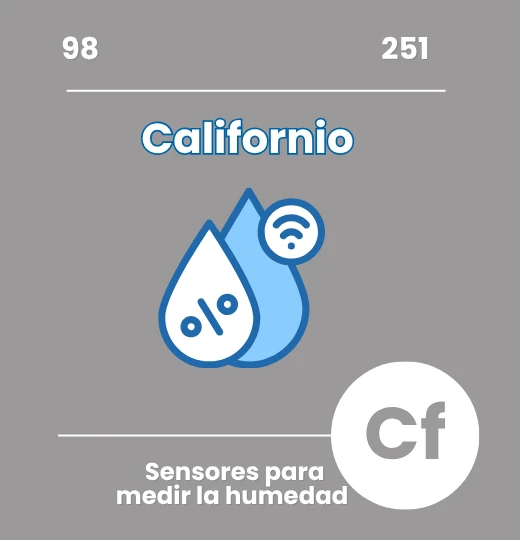 98 251
Californio
%
Cf
Sensores para
medir la humedad